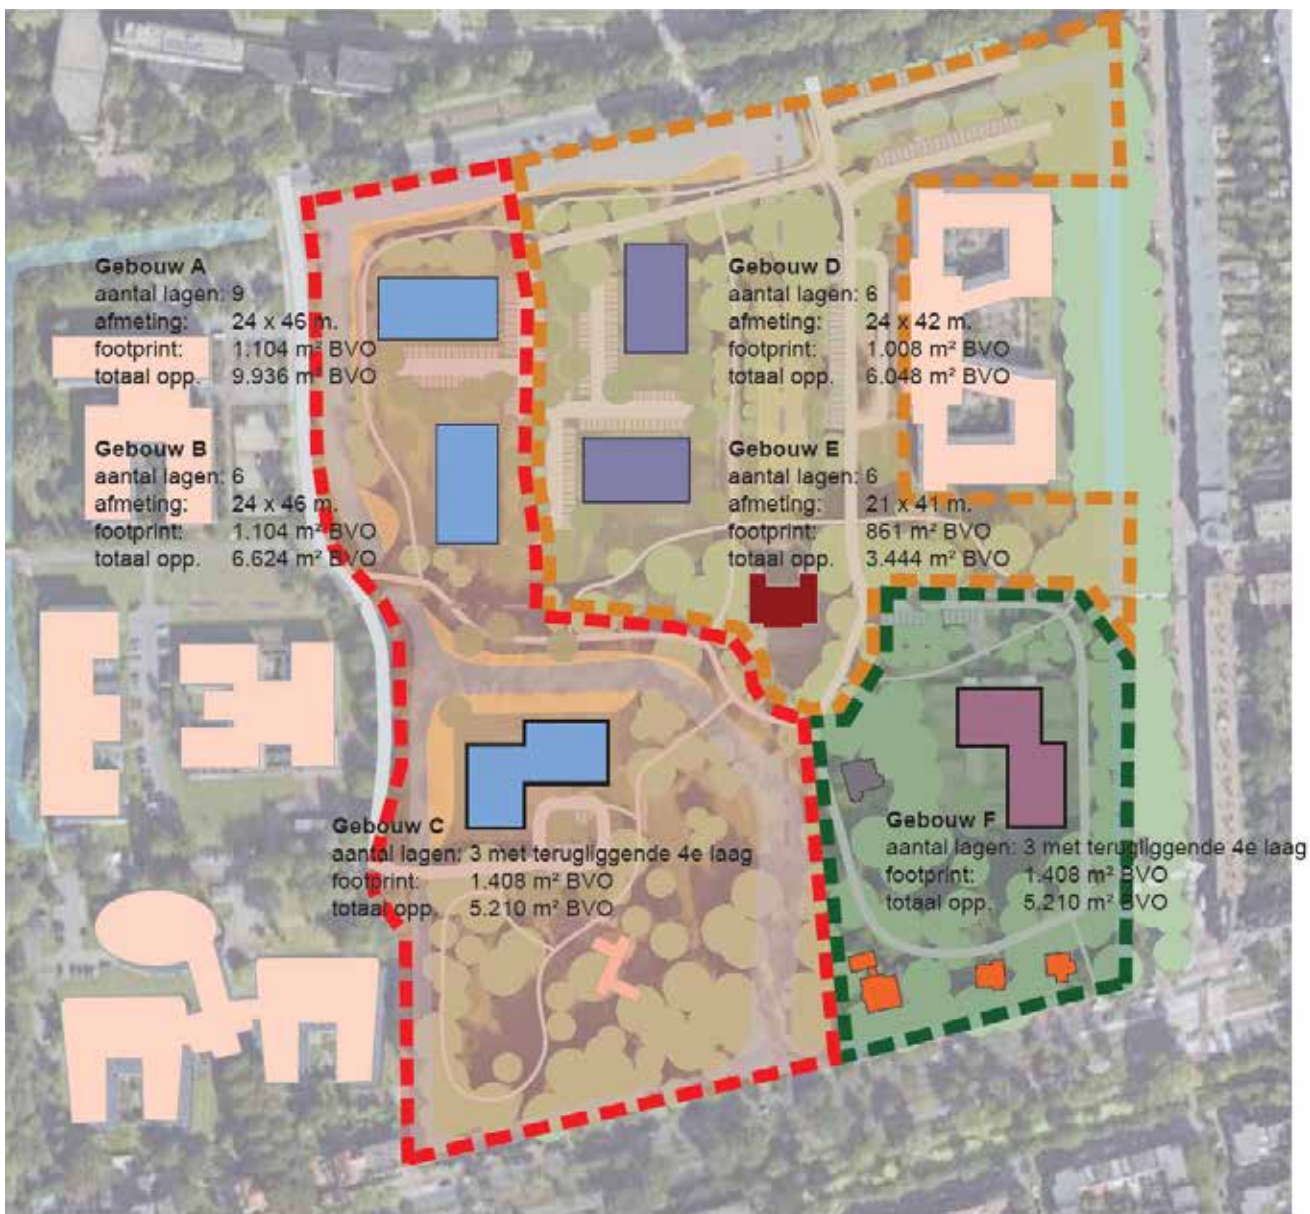 Gebouw A
aantal lagen: 9
afmeting: 24 x 46 m.
footprint: 1.104 m² BVO
totaal opp. 9.936 m² BVO
Gebouw B
aantal lagen: 6
afmeting: 24 x 46 m.
footprint: 1.104 m² BVO
totaal opp. 6.624 m² BVO
Gebouw D
aantal lagen: 6
afmeting: 24 x 42 m.
footprint: 1.008 m² BVO
totaal opp. 6.048 m² BVO
Gebouw E
aantal lagen: 6
afmeting: 21 x 41 m.
footprint: 861 m² BVO
totaal opp. 3.444 m² BVO
Gebouw C
aantal lagen: 3 met terugliggende 4e laag
footprint: 1.408 m² BVO
totaal opp. 5.210 m² BVO
Gebouw F
aantal lagen: 3 met terugliggende 4e laag
footprint: 1.408 m² BVO
totaal opp. 5.210 m² BVO